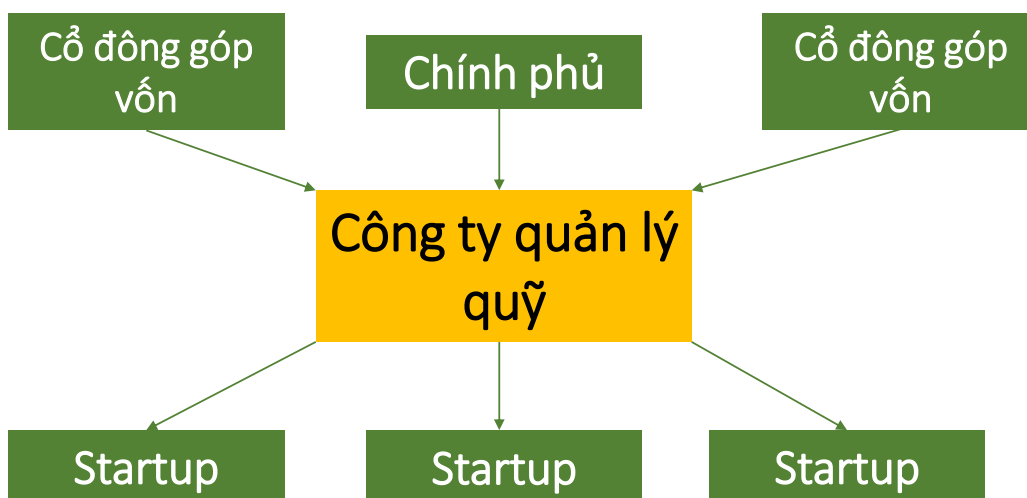 Cổ đông góp
vốn
Chính phủ
Cổ đông góp
vốn
Công ty quản lý
quỹ
Startup
Startup
Startup